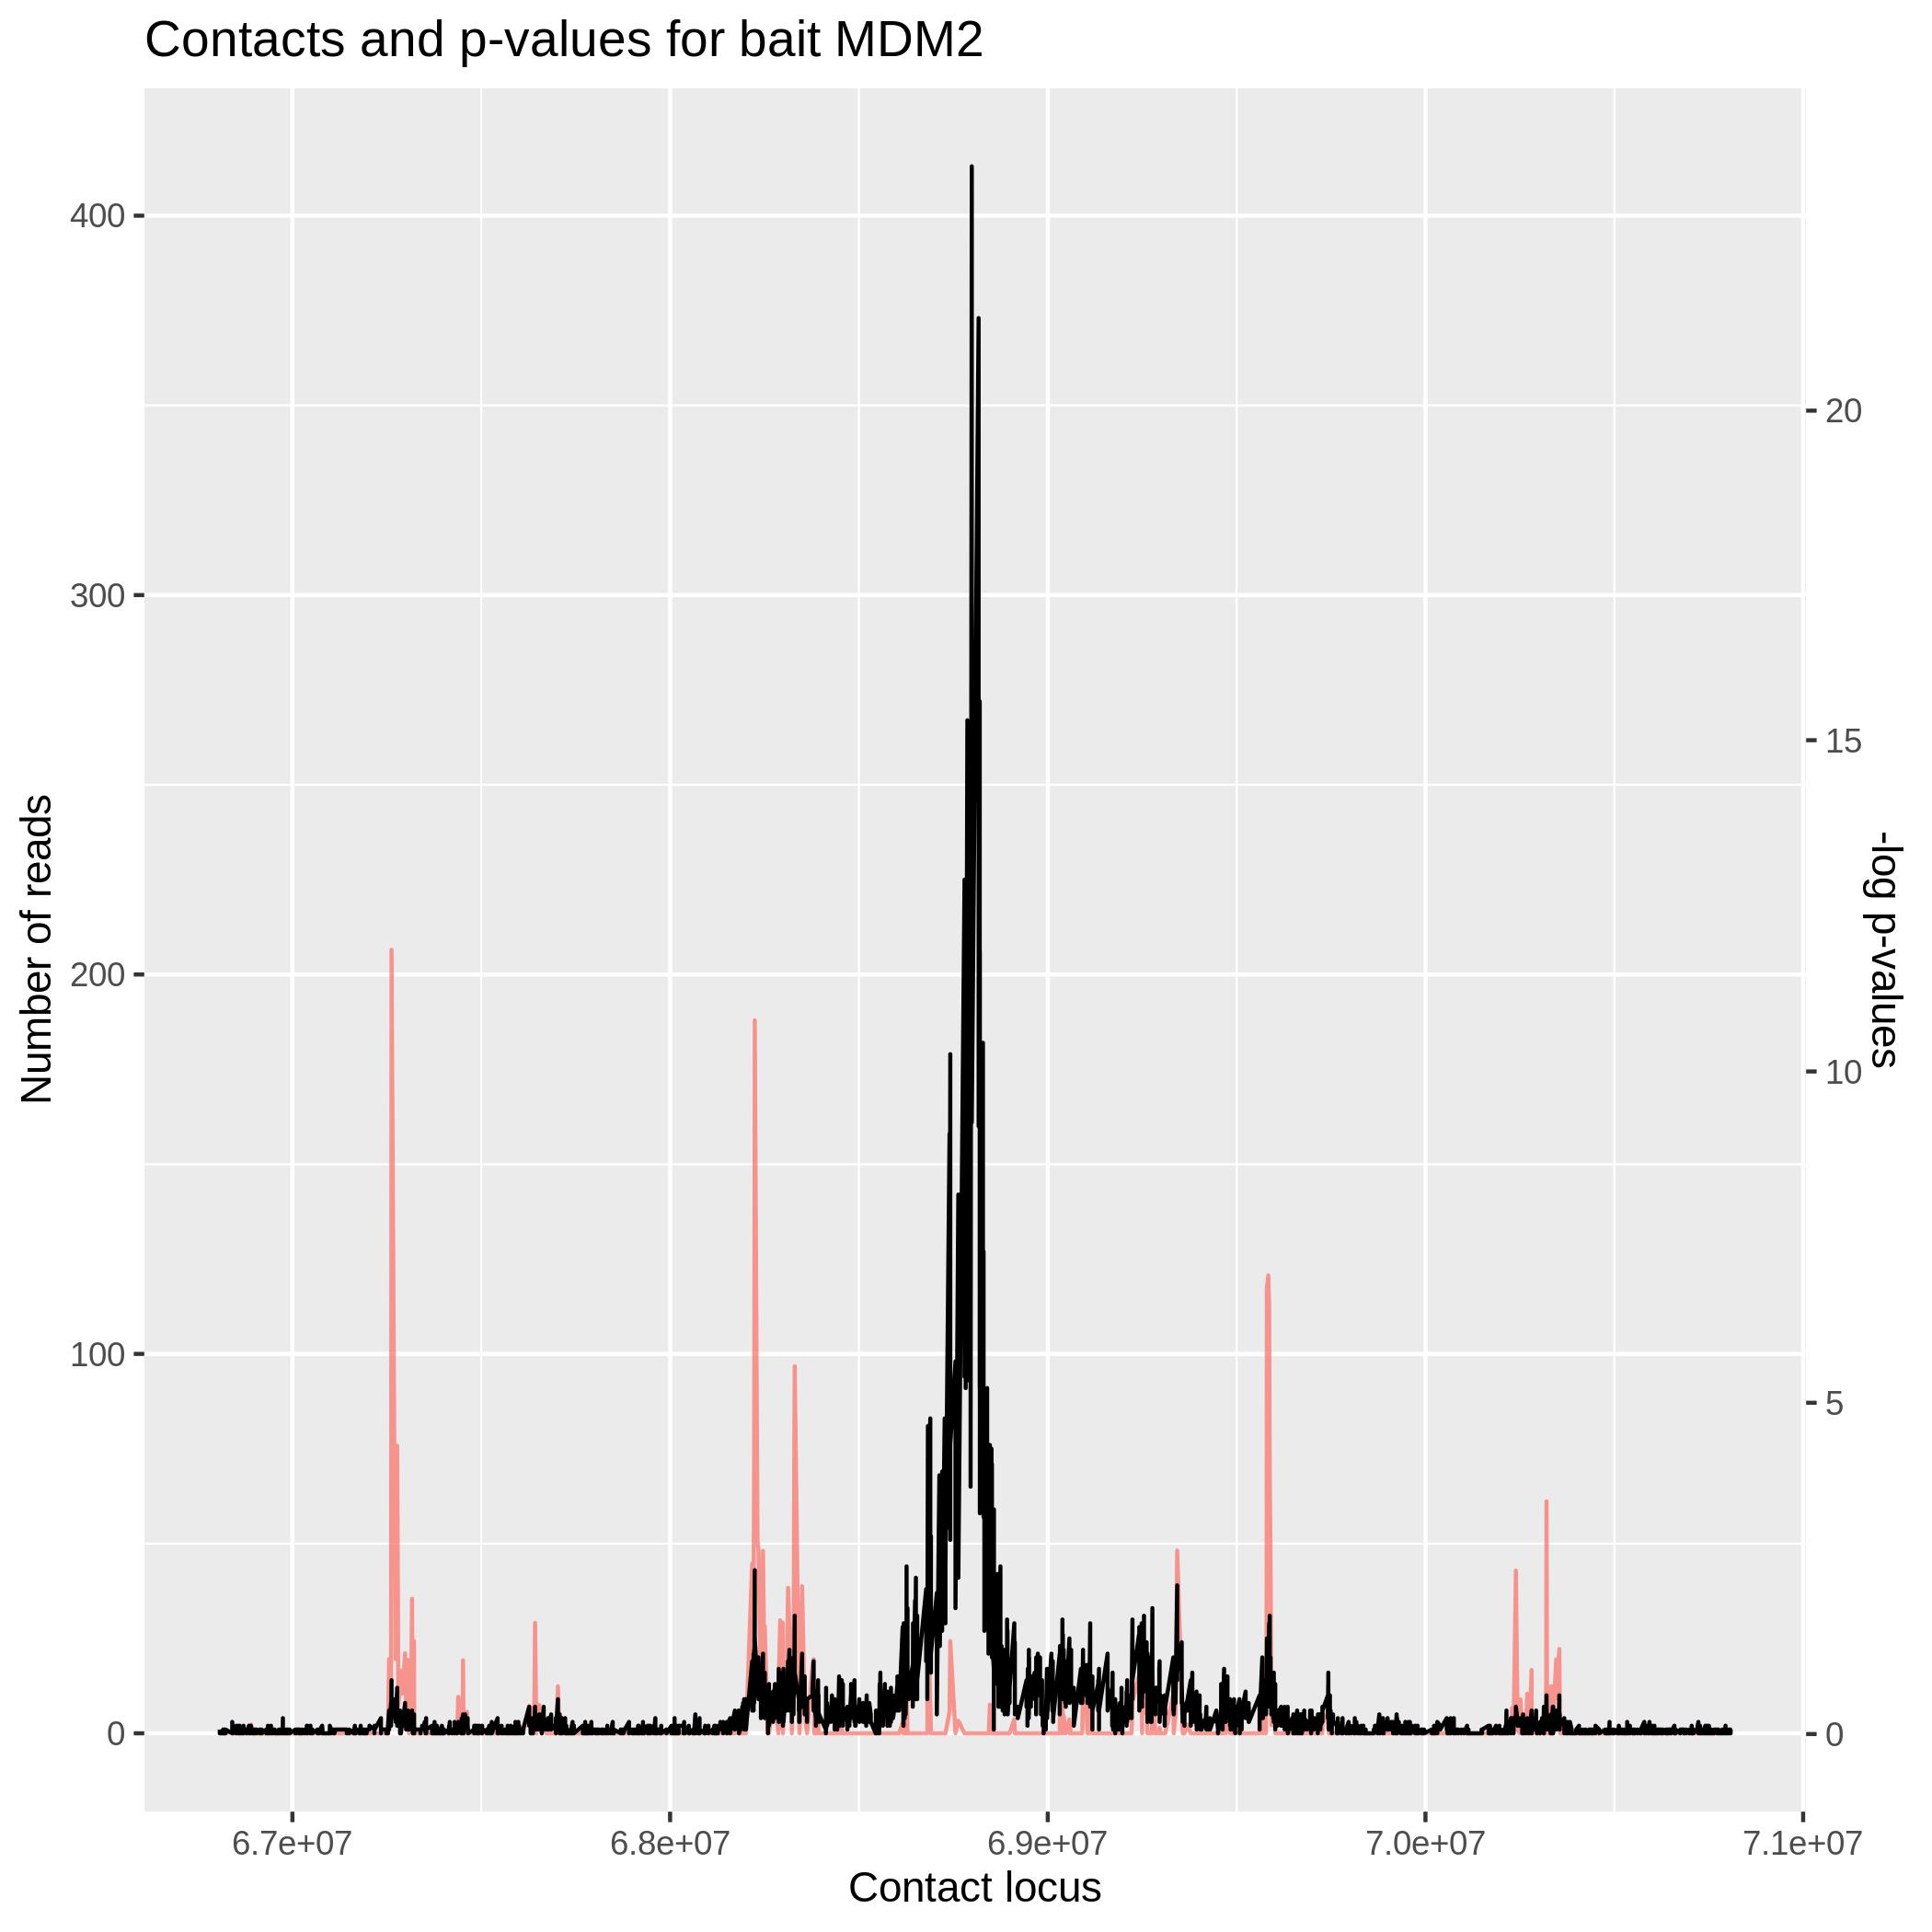 Contacts and p-values for bait MDM2
Number of reads
400
300
200
100
0
20
15
10
5
0
-log p-values
6.7e+07 6.8e+07 6.9e+07 7.0e+07 7.1e+07
Contact locus